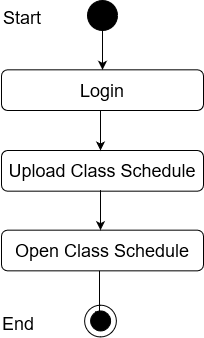 Start
Login
Upload Class Schedule
Open Class Schedule
End